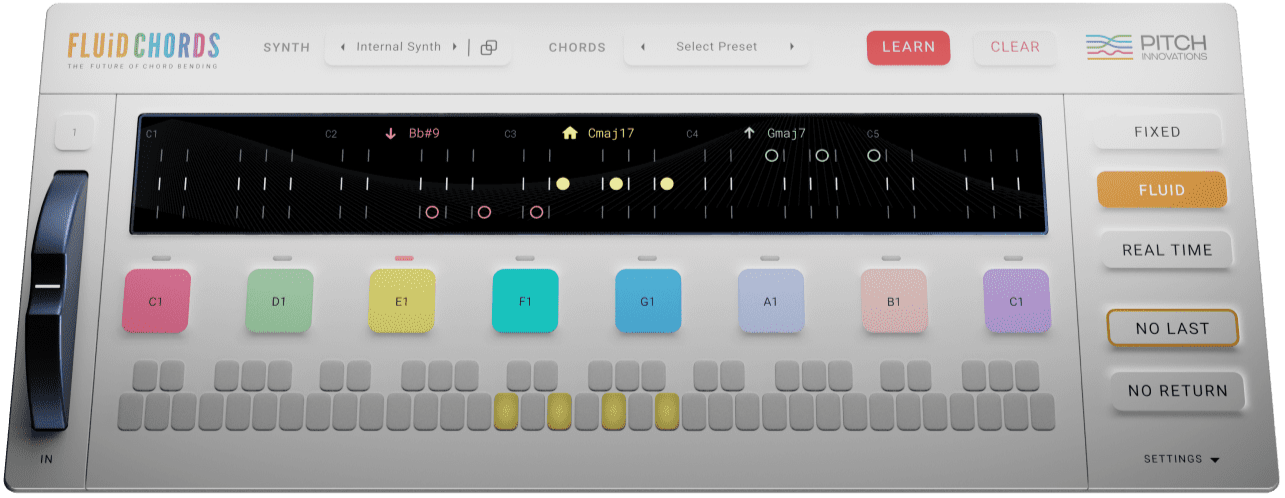 FLUiD CHORDS
THE FUTURE OF CHORD BENDING
SYNTH
Internal Synth
CHORDS
Select Preset
LEARN
CLEAR
PITCH
INNOVATIONS
1
C1
C2
Bb#9
C3
Cmaj17
C4
Gmaj7
C5
FIXED
FLUID
REAL TIME
NO LAST
NO RETURN
C1
D1
E1
F1
G1
A1
B1
C1
IN
SETTINGS